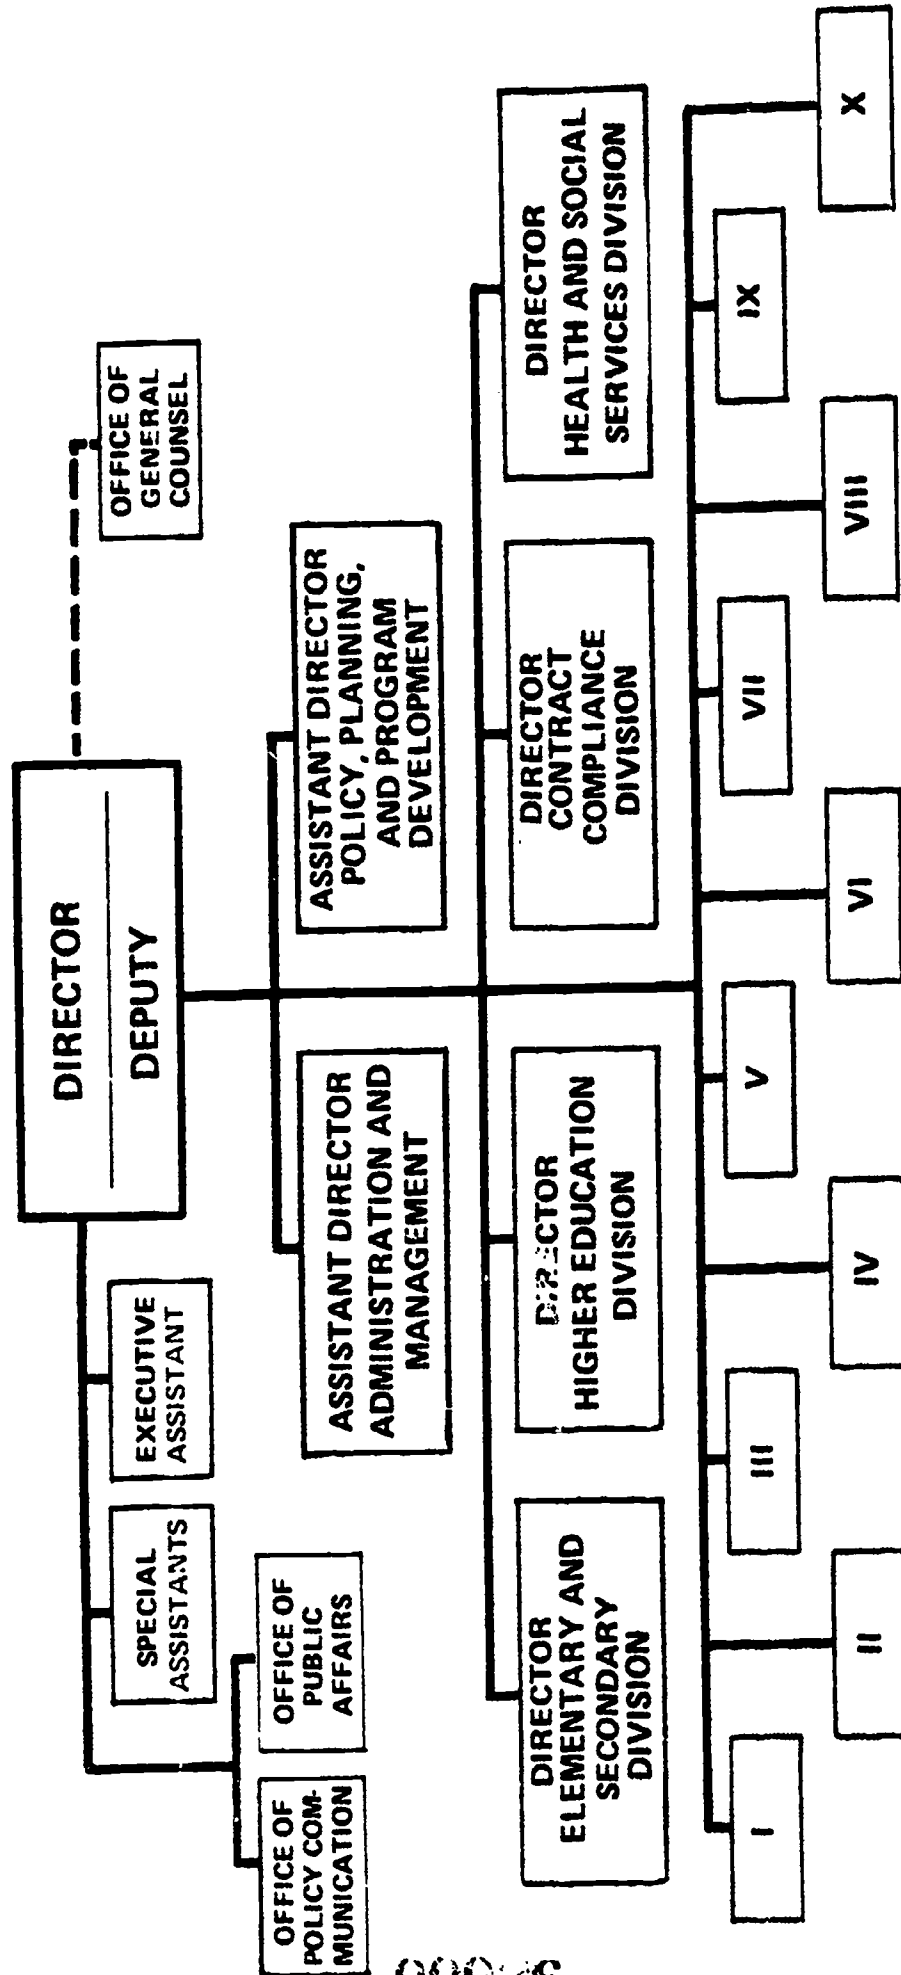 DIRECTOR
DEPUTY
OFFICE OF
GENERAL
COUNSEL
EXECUTIVE
ASSISTANT
SPECIAL
ASSISTANTS
OFFICE OF
POLICY COM-
MUNICATION
OFFICE OF
PUBLIC
AFFAIRS
ASSISTANT DIRECTOR
ADMINISTRATION AND
MANAGEMENT
ASSISTANT DIRECTOR
POLICY, PLANNING,
AND PROGRAM
DEVELOPMENT
DIRECTOR
ELEMENTARY AND
SECONDARY
DIVISION
DIRECTOR
HIGHER EDUCATION
DIVISION
DIRECTOR
CONTRACT
COMPLIANCE
DIVISION
DIRECTOR
HEALTH AND SOCIAL
SERVICES DIVISION
I
II
III
IV
V
VI
VII
VIII
IX
X